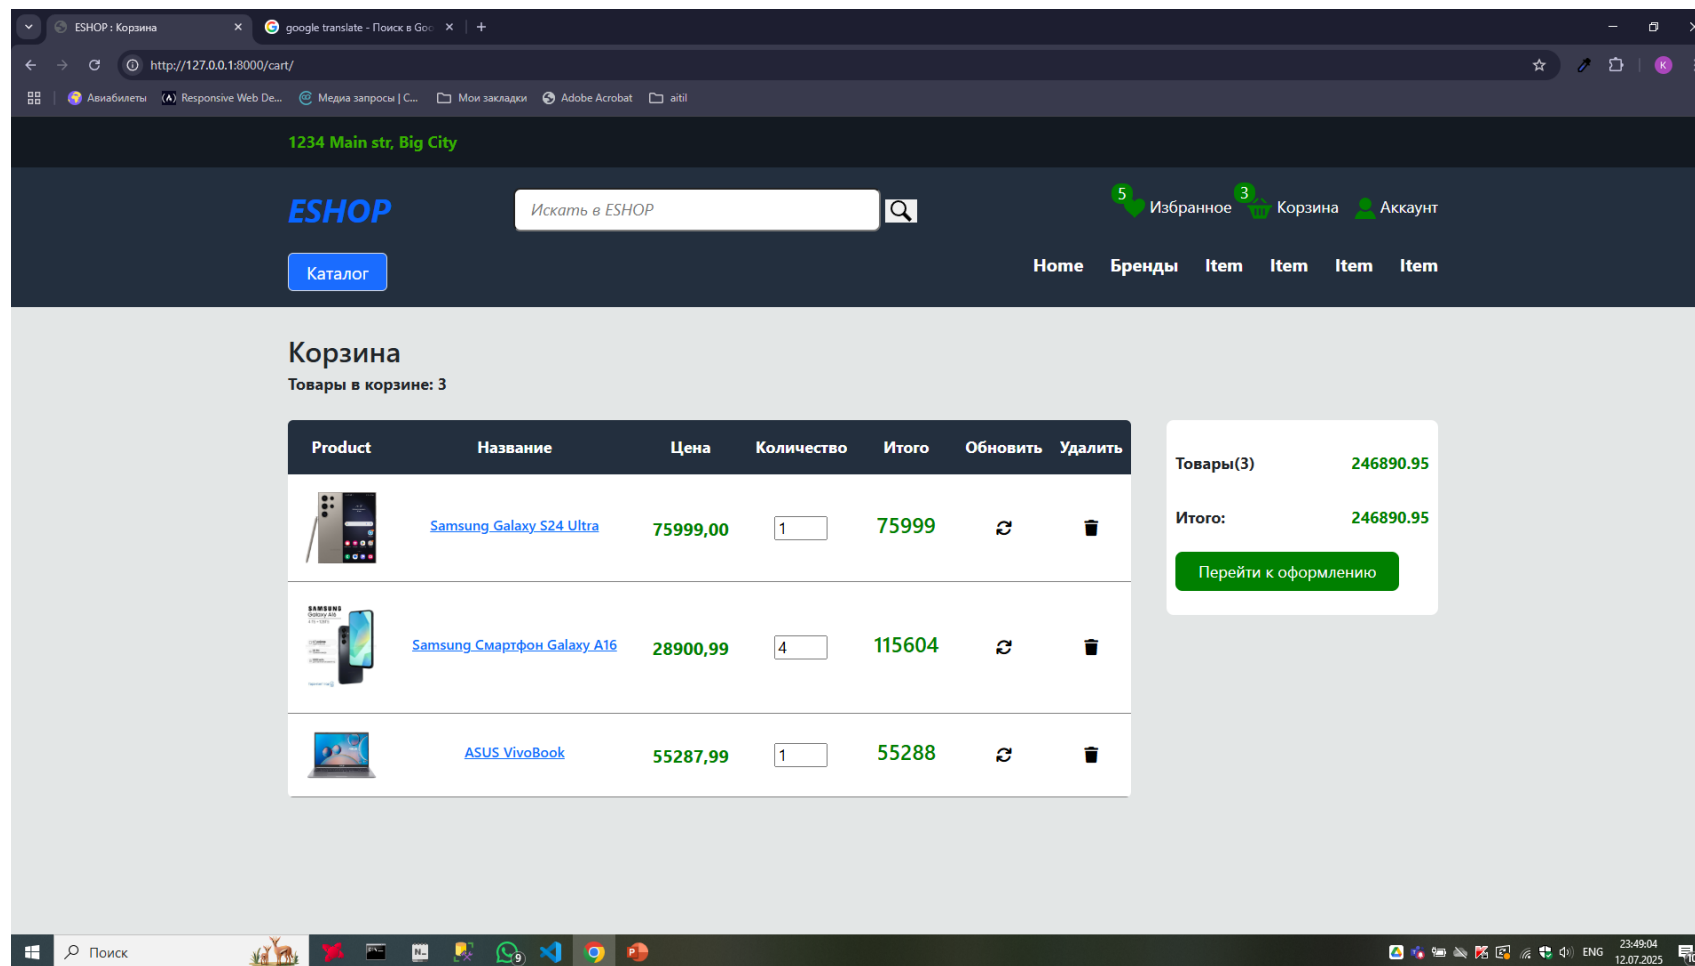 ESHOP : Корзина
google translate - Поиск в Goo
http://127.0.0.1:8000/cart/
K
Авиабилеты Responsive Web De... Медиа запросы | C... Мои закладки Adobe Acrobat aitil
1234 Main str, Big City
ESHOP Искать в ESHOP 5 Избранное 3 Корзина Аккаунт
Каталог Home Бренды Item Item Item Item
Корзина
Товары в корзине: 3
Product Название Цена Количество Итого Обновить Удалить
Samsung Galaxy S24 Ultra 75999,00 1 75999
SAMSUNG
Galaxy A16
Samsung Смартфон Galaxy A16 28900,99 4 115604
ASUS VivoBook 55287,99 1 55288
Товары(3) 246890.95
Итого: 246890.95
Перейти к оформлению
Поиск
9
ENG
23:49:04
12.07.2025